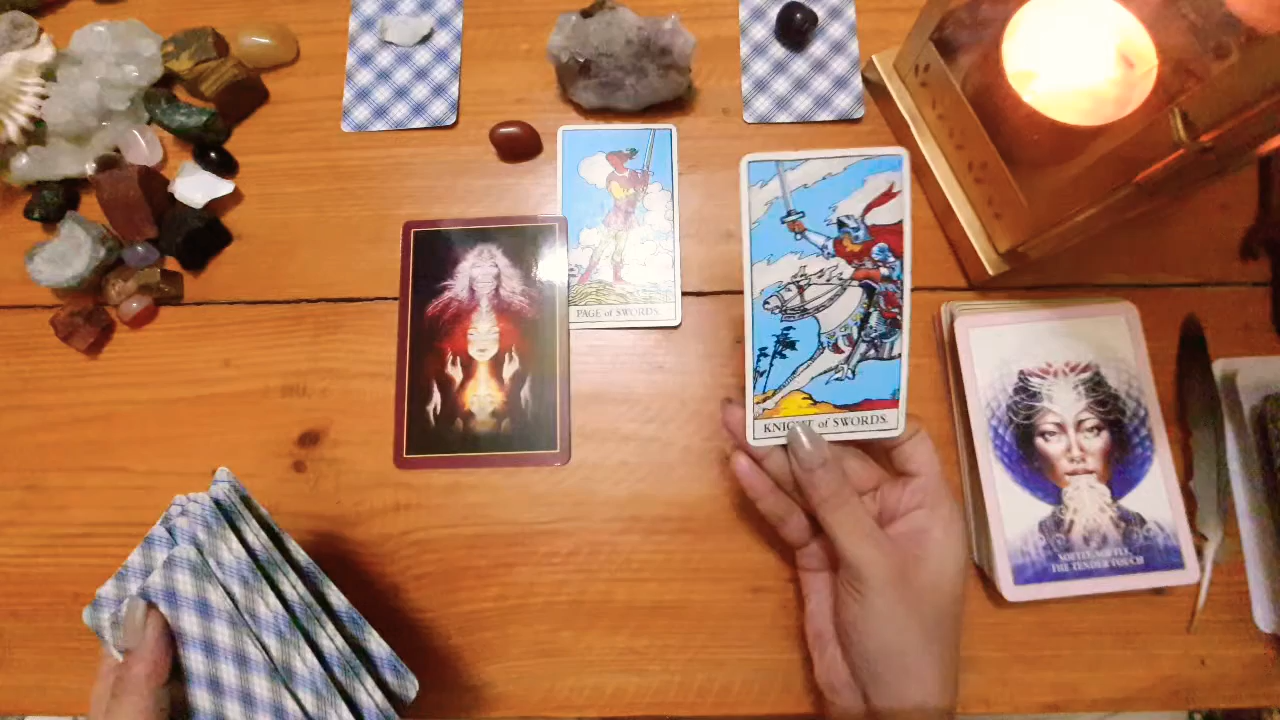 PAGE of SWORDS.
KNIGHT of SWORDS.
SOFTLY, SOFTLY,
THE TENDER TOUCH